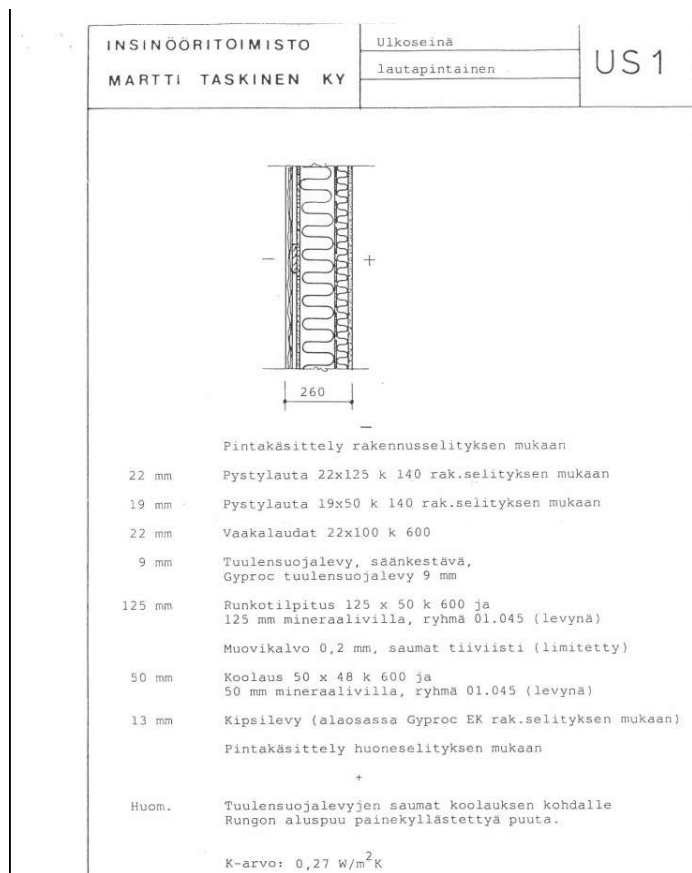 INSINÖÖRITOIMISTO
MARTTI TASKINEN KY
Ulkoseinä
lautapintainen
US 1
−
+
260
−
Pintakäsittely rakennusselityksen mukaan
22 mm Pystylauta 22x125 k 140 rak.selityksen mukaan
19 mm Pystylauta 19x50 k 140 rak.selityksen mukaan
22 mm Vaakalaudat 22x100 k 600
9 mm Tuulensuojalevy, säänkestävä,
Gyproc tuulensuojalevy 9 mm
125 mm Runkotilpitus 125 x 50 k 600 ja
125 mm mineraalivilla, ryhmä 01.045 (levynä)
Muovikalvo 0,2 mm, saumat tiiviisti (limitetty)
50 mm Koolaus 50 x 48 k 600 ja
50 mm mineraalivilla, ryhmä 01.045 (levynä)
13 mm Kipsilevy (alaosassa Gyproc EK rak.selityksen mukaan)
Pintakäsittely huoneselityksen mukaan
+
Huom. Tuulensuojalevyjen saumat koolauksen kohdalle
Rungon aluspuu painekyllästettyä puuta.
K-arvo: 0,27 W/m²K